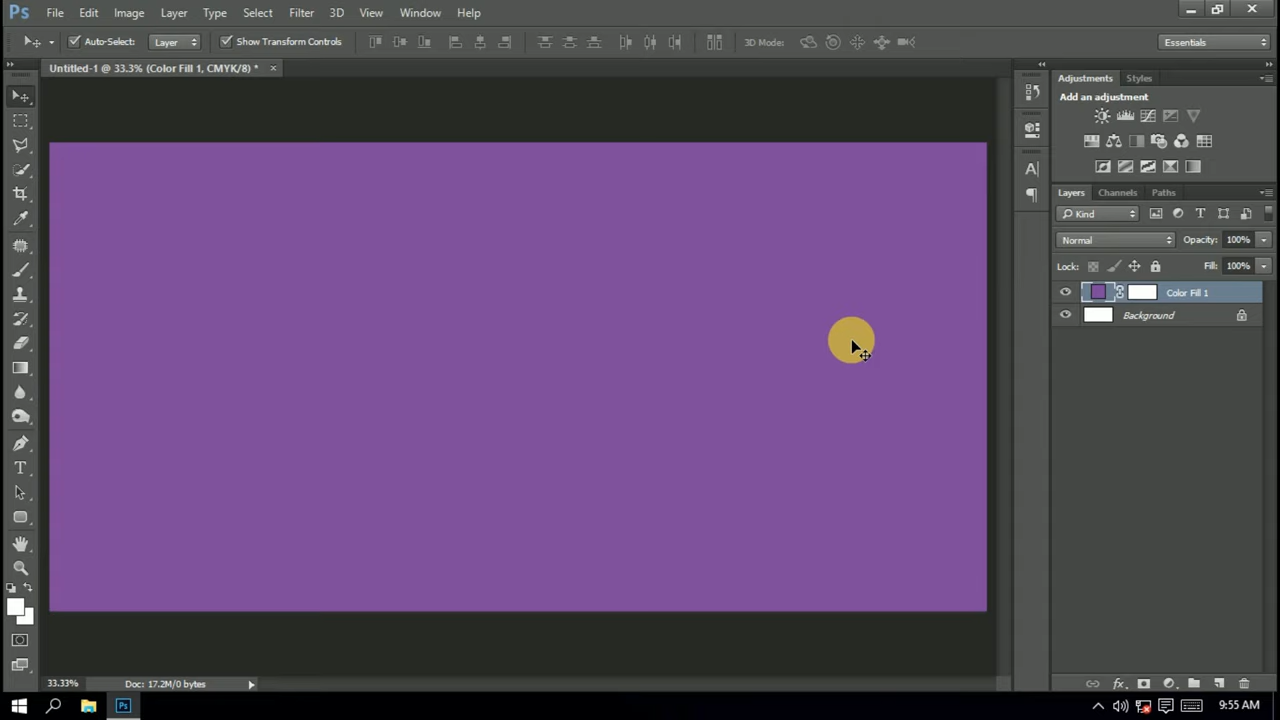 Ps File Edit Image Layer Type Select Filter 3D View Window Help
Auto-Select: Layer Show Transform Controls 3D Mode: Essentials
Untitled-1 @ 33.3% (Color Fill 1, CMYK/8) * ×
Adjustments Styles
Add an adjustment
Layers Channels Paths
Kind
Normal Opacity: 100%
Lock: Fill: 100%
Color Fill 1
Background
33.33% Doc: 17.2M/0 bytes
Ps 9:55 AM